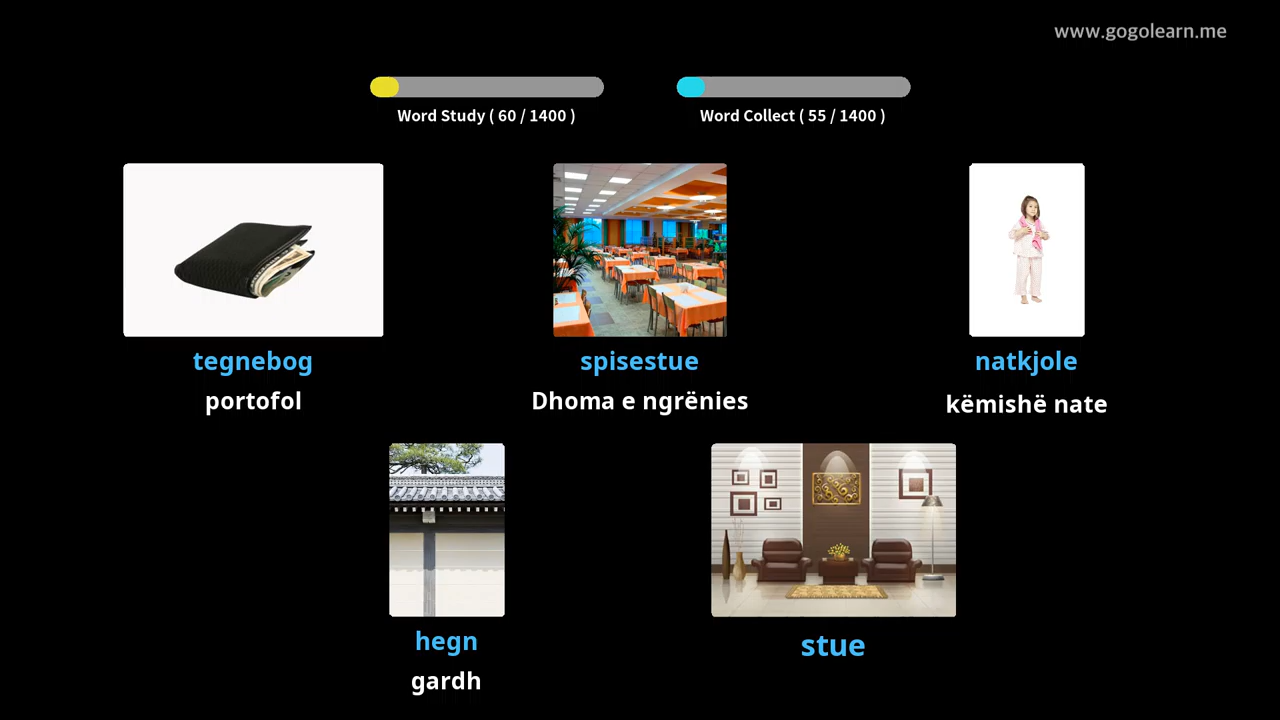 www.gogolearn.me
Word Study ( 60 / 1400 )
Word Collect ( 55 / 1400 )
tegnebog
portofol
spisestue
Dhoma e ngrënies
natkjole
këmishë nate
hegn
gardh
stue